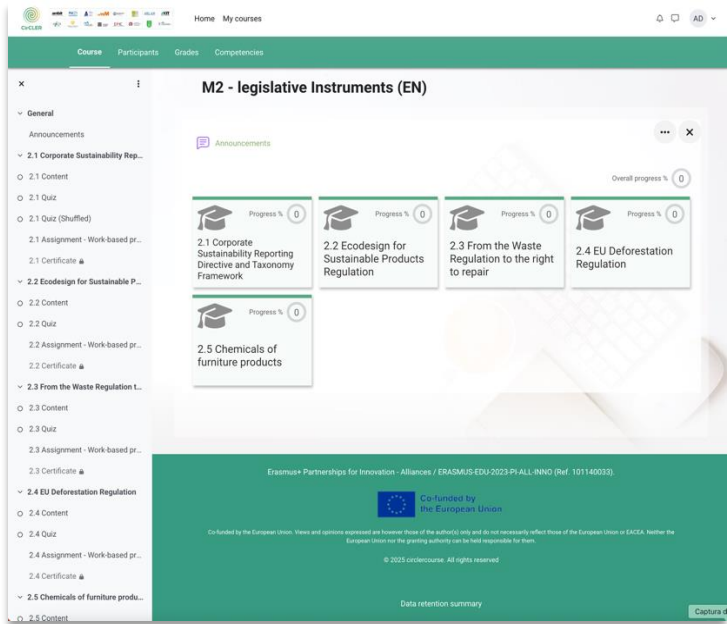 CirCLER
Home My courses
AD
Course Participants Grades Competencies
General
Announcements
2.1 Corporate Sustainability Rep...
2.1 Content
2.1 Quiz
2.1 Quiz (Shuffled)
2.1 Assignment - Work-based pr...
2.1 Certificate
2.2 Ecodesign for Sustainable P...
2.2 Content
2.2 Quiz
2.2 Assignment - Work-based pr...
2.2 Certificate
2.3 From the Waste Regulation t...
2.3 Content
2.3 Quiz
2.3 Assignment - Work-based pr...
2.3 Certificate
2.4 EU Deforestation Regulation
2.4 Content
2.4 Quiz
2.4 Assignment - Work-based pr...
2.4 Certificate
2.5 Chemicals of furniture produ...
2.5 Content
M2 - legislative Instruments (EN)
Announcements
Overall progress % 0
Progress % 0
2.1 Corporate
Sustainability Reporting
Directive and Taxonomy
Framework
Progress % 0
2.2 Ecodesign for
Sustainable Products
Regulation
Progress % 0
2.3 From the Waste
Regulation to the right
to repair
Progress % 0
2.4 EU Deforestation
Regulation
Progress % 0
2.5 Chemicals of
furniture products
Erasmus+ Partnerships for Innovation - Alliances / ERASMUS-EDU-2023-PI-ALL-INNO (Ref. 101140033).
Co-funded by
the European Union
Co-funded by the European Union. Views and opinions expressed are however those of the author(s) only and do not necessarily reflect those of the European Union or EACEA. Neither the
European Union nor the granting authority can be held responsible for them.
© 2025 circlercourse. All rights reserved
Data retention summary
Captura d